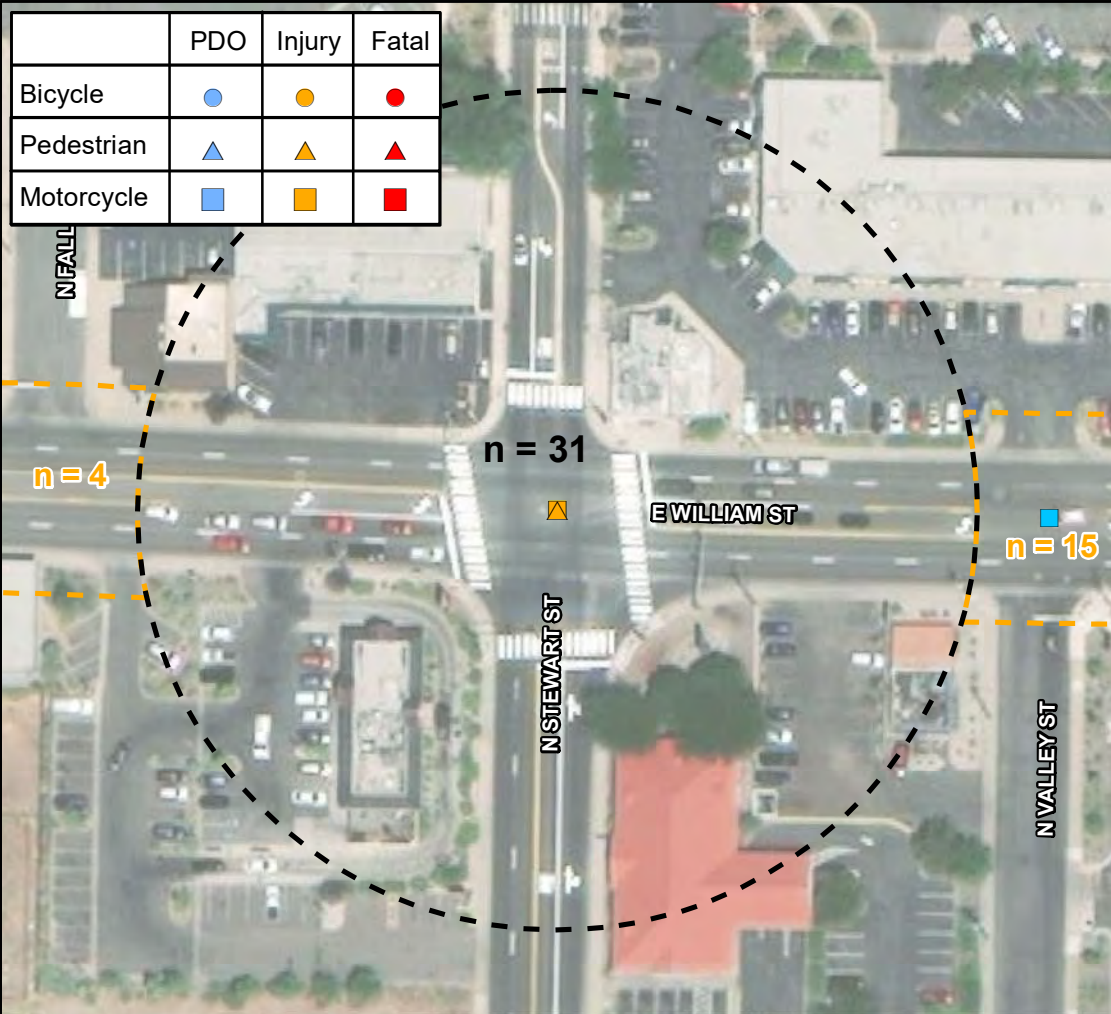 PDO Injury Fatal
Bicycle
Pedestrian
Motorcycle
N FALL
n = 31
n = 4
E WILLIAM ST
n = 15
N STEWART ST
N VALLEY ST